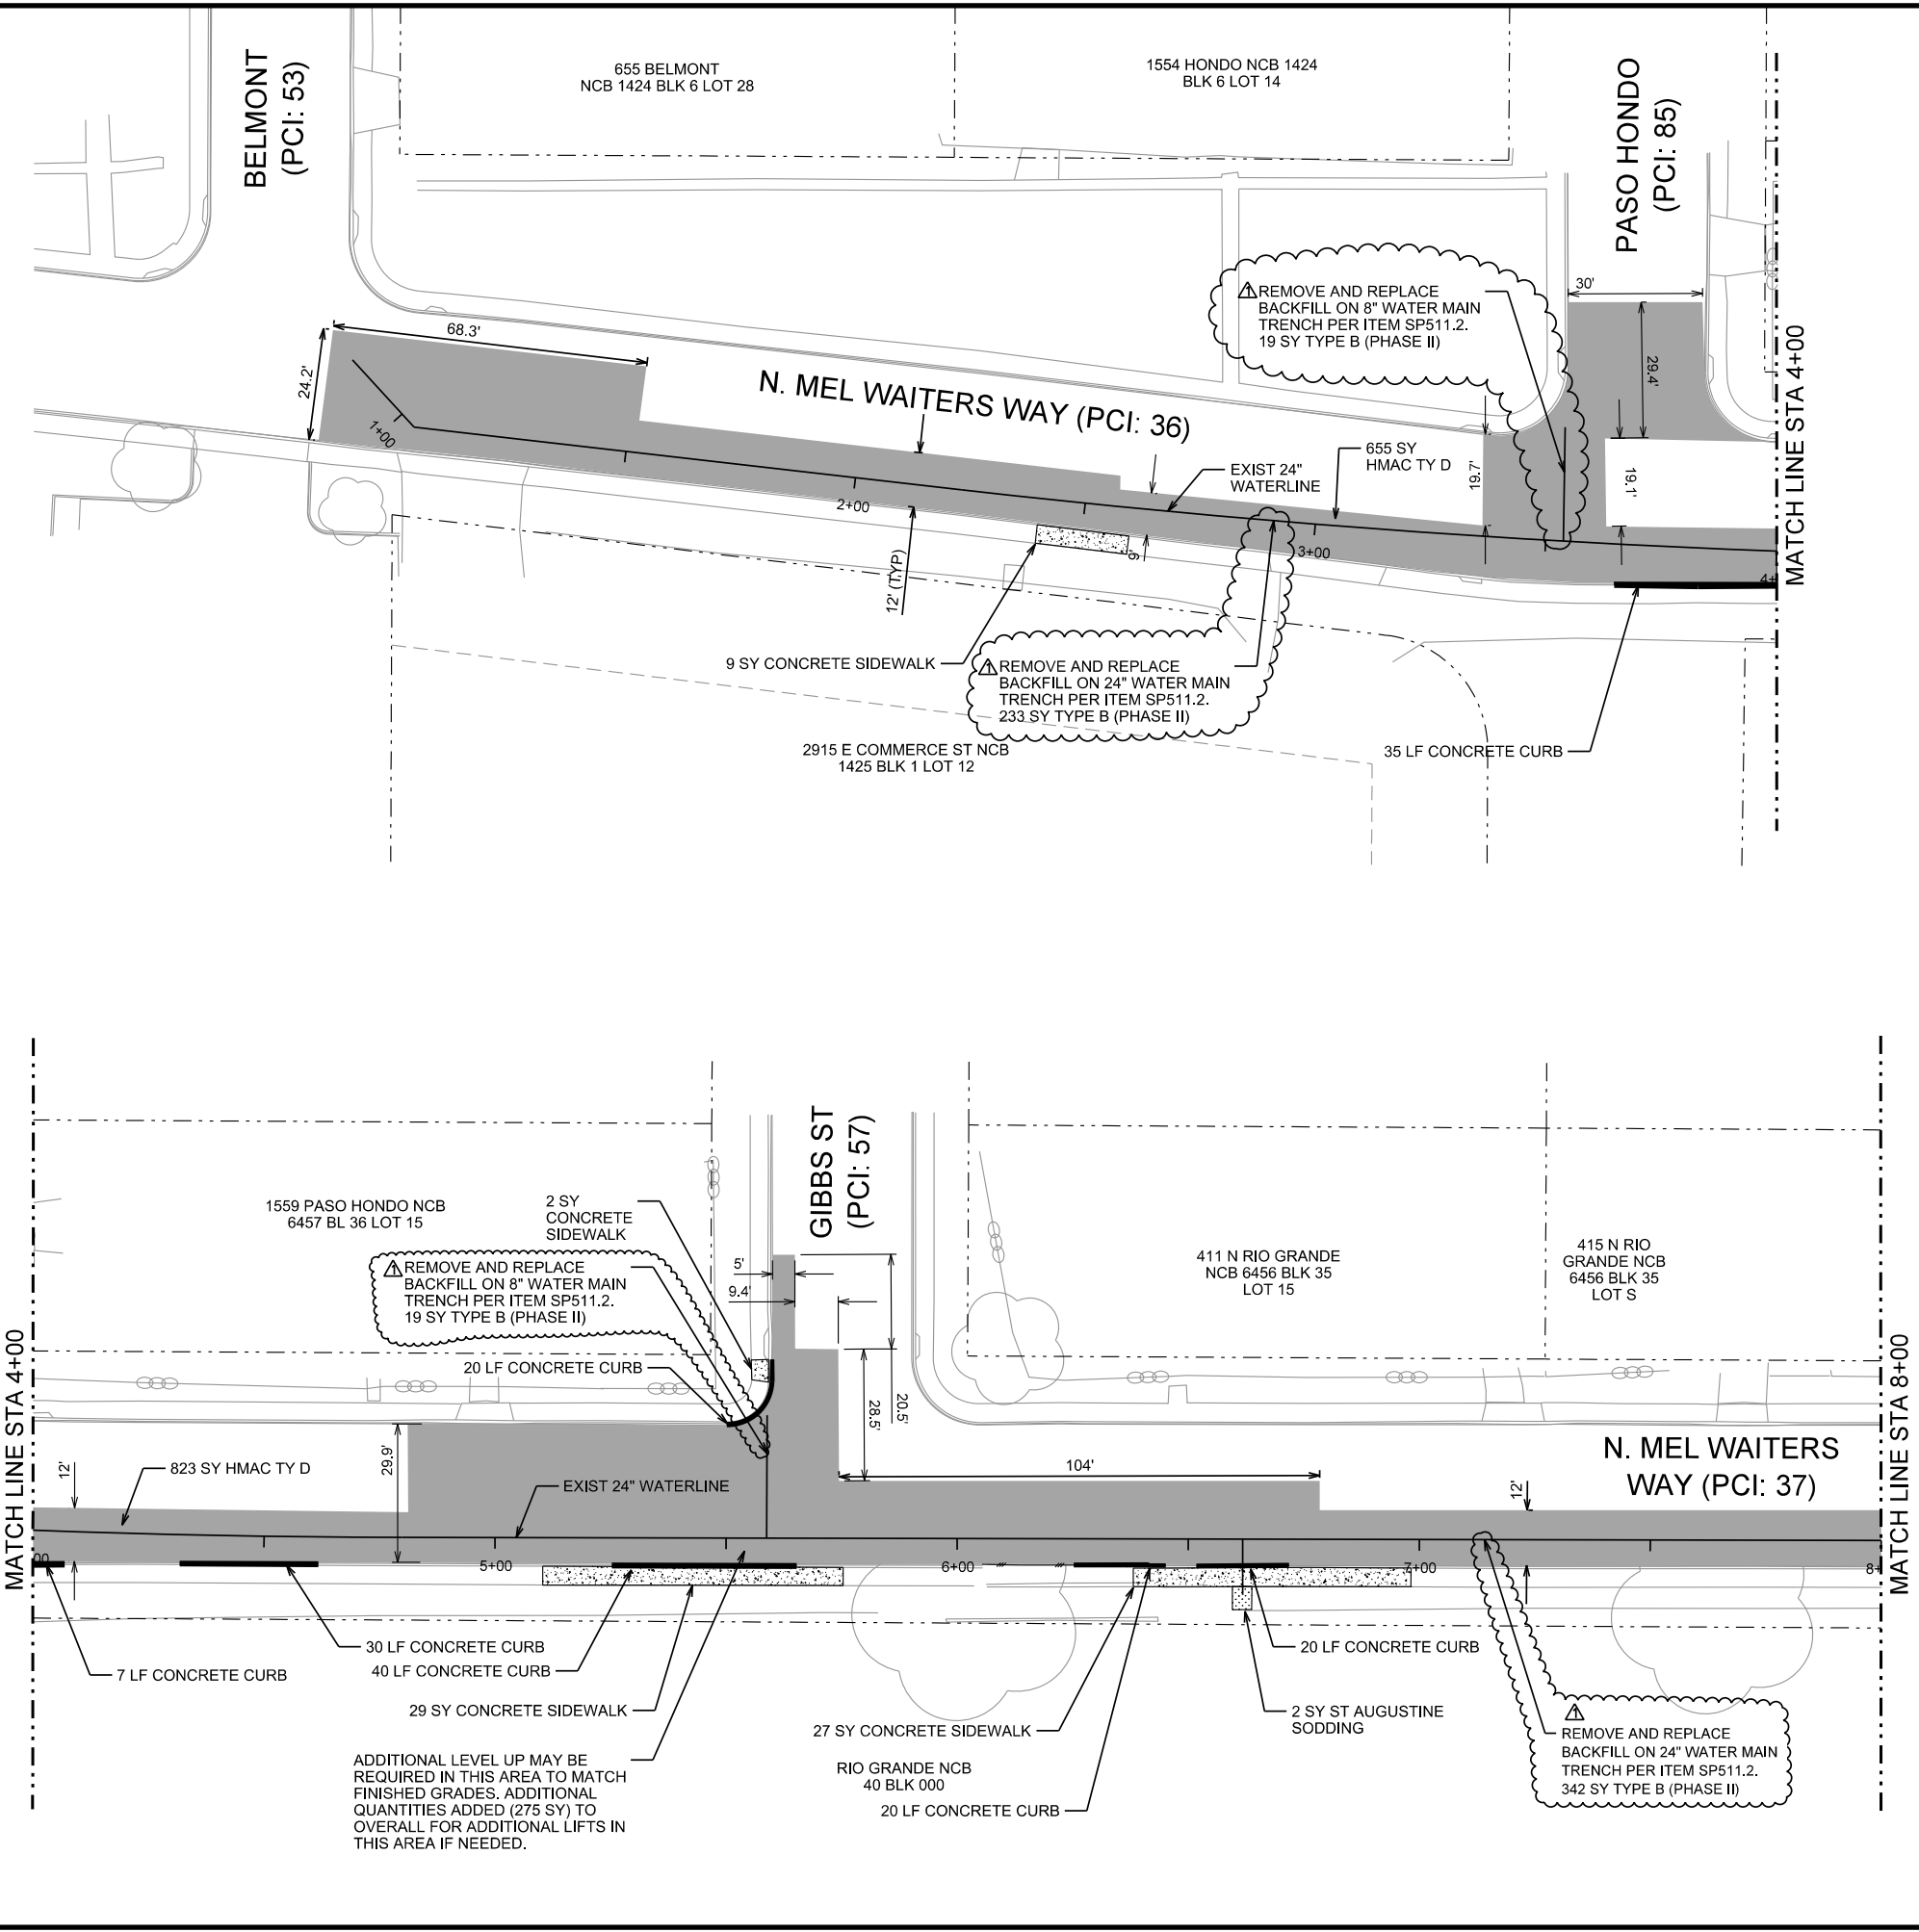 BELMONT
(PCI: 53)
655 BELMONT
NCB 1424 BLK 6 LOT 28
1554 HONDO NCB 1424
BLK 6 LOT 14
PASO HONDO
(PCI: 85)
MATCH LINE STA 4+00
68.3'
24.2'
1+00
N. MEL WAITERS WAY (PCI: 36)
1
REMOVE AND REPLACE
BACKFILL ON 8" WATER MAIN
TRENCH PER ITEM SP511.2.
19 SY TYPE B (PHASE II)
30'
29.4'
19.7'
19.1'
655 SY
HMAC TY D
EXIST 24"
WATERLINE
2+00
3+00
4+
12' (TYP)
6'
9 SY CONCRETE SIDEWALK
1
REMOVE AND REPLACE
BACKFILL ON 24" WATER MAIN
TRENCH PER ITEM SP511.2.
233 SY TYPE B (PHASE II)
2915 E COMMERCE ST NCB
1425 BLK 1 LOT 12
35 LF CONCRETE CURB
MATCH LINE STA 4+00
1559 PASO HONDO NCB
6457 BL 36 LOT 15
2 SY
CONCRETE
SIDEWALK
GIBBS ST
(PCI: 57)
1
REMOVE AND REPLACE
BACKFILL ON 8" WATER MAIN
TRENCH PER ITEM SP511.2.
19 SY TYPE B (PHASE II)
5'
9.4'
20 LF CONCRETE CURB
28.5'
20.5'
411 N RIO GRANDE
NCB 6456 BLK 35
LOT 15
415 N RIO
GRANDE NCB
6456 BLK 35
LOT S
MATCH LINE STA 8+00
12'
823 SY HMAC TY D
29.9'
EXIST 24" WATERLINE
104'
N. MEL WAITERS
WAY (PCI: 37)
12'
00
5+00
6+00
7+00
8+
7 LF CONCRETE CURB
30 LF CONCRETE CURB
40 LF CONCRETE CURB
29 SY CONCRETE SIDEWALK
ADDITIONAL LEVEL UP MAY BE
REQUIRED IN THIS AREA TO MATCH
FINISHED GRADES. ADDITIONAL
QUANTITIES ADDED (275 SY) TO
OVERALL FOR ADDITIONAL LIFTS IN
THIS AREA IF NEEDED.
27 SY CONCRETE SIDEWALK
RIO GRANDE NCB
40 BLK 000
20 LF CONCRETE CURB
20 LF CONCRETE CURB
2 SY ST AUGUSTINE
SODDING
1
REMOVE AND REPLACE
BACKFILL ON 24" WATER MAIN
TRENCH PER ITEM SP511.2.
342 SY TYPE B (PHASE II)